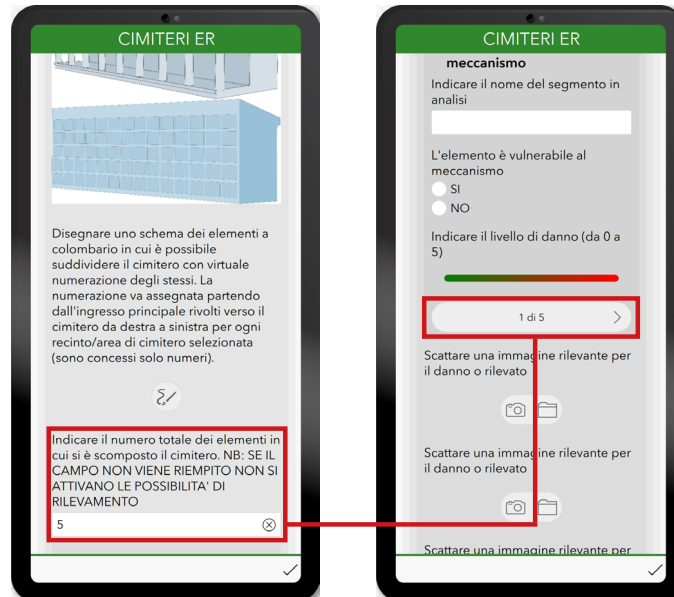 CIMITERI ER
Disegnare uno schema dei elementi a
colombario in cui è possibile
suddividere il cimitero con virtuale
numerazione degli stessi. La
numerazione va assegnata partendo
dall'ingresso principale rivolti verso il
cimitero da destra a sinistra per ogni
recinto/area di cimitero selezionata
(sono concessi solo numeri).
Indicare il numero totale dei elementi in
cui si è scomposto il cimitero. NB: SE IL
CAMPO NON VIENE RIEMPITO NON SI
ATTIVANO LE POSSIBILITA' DI
RILEVAMENTO
5
CIMITERI ER
meccanismo
Indicare il nome del segmento in
analisi
L'elemento è vulnerabile al
meccanismo
SI
NO
Indicare il livello di danno (da 0 a
5)
1 di 5
Scattare una immagine rilevante per
il danno o rilevato
Scattare una immagine rilevante per
il danno o rilevato
Scattare una immagine rilevante per